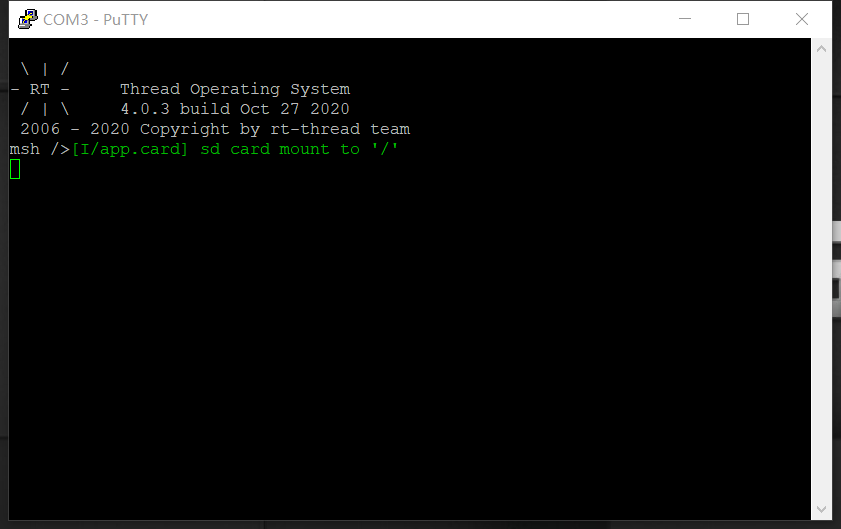 COM3 - PuTTY
 \ | /
- RT -     Thread Operating System
 / | \     4.0.3 build Oct 27 2020
 2006 - 2020 Copyright by rt-thread team
msh />[I/app.card] sd card mount to '/'